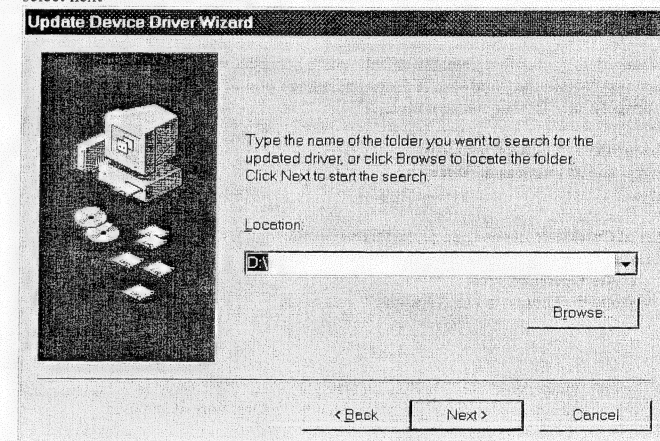 Update Device Driver Wizard
Type the name of the folder you want to search for the
updated driver, or click Browse to locate the folder.
Click Next to start the search.
Location:
D:\
Browse...
< Back
Next >
Cancel